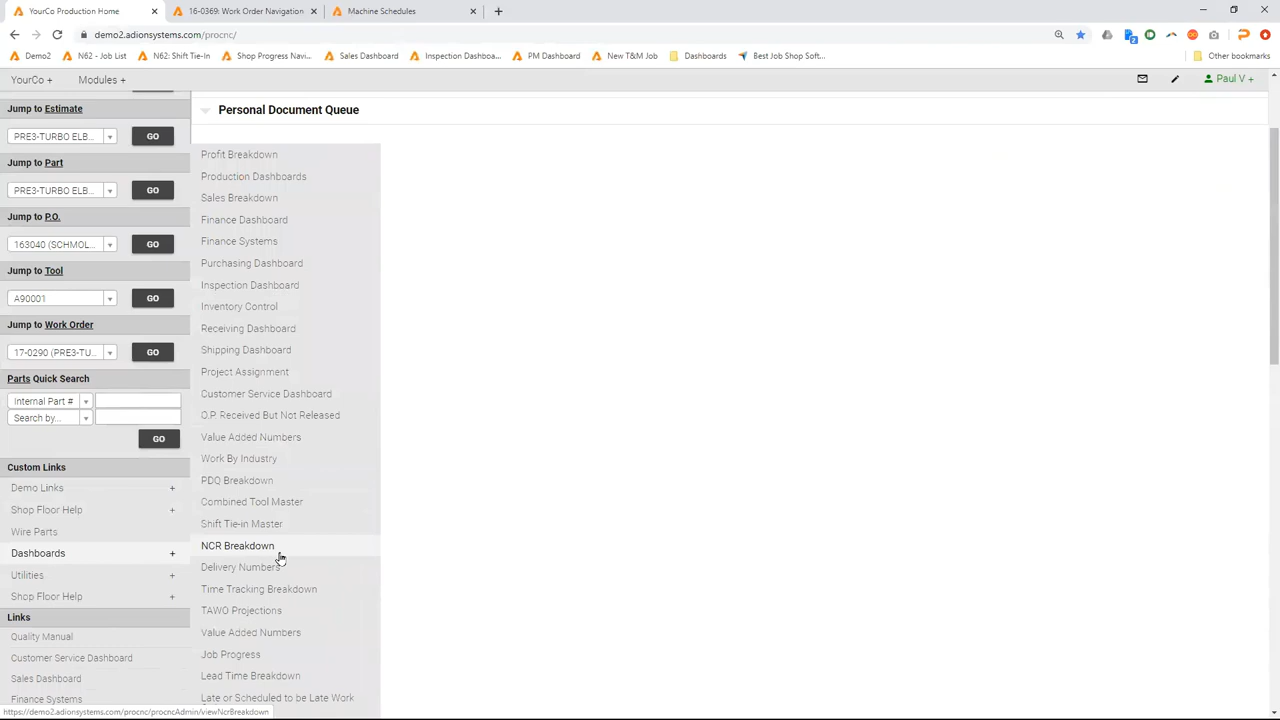 YourCo Production Home
16-0369: Work Order Navigation
Machine Schedules
demo2.adionsystems.com/procnc/
Demo2
N62 - Job List
N62: Shift Tie-In
Shop Progress Navi...
Sales Dashboard
Inspection Dashboa...
PM Dashboard
New T&M Job
Dashboards
Best Job Shop Soft...
Other bookmarks
YourCo +
Modules +
Paul V +
Jump to Estimate
PRE3-TURBO ELB...
GO
Jump to Part
PRE3-TURBO ELB...
GO
Jump to P.O.
163040 (SCHMOL...
GO
Jump to Tool
A90001
GO
Jump to Work Order
17-0290 (PRE3-TU...
GO
Parts Quick Search
Internal Part #
Search by...
GO
Custom Links
Demo Links +
Shop Floor Help +
Wire Parts
Dashboards +
Utilities +
Shop Floor Help +
Links
Quality Manual
Customer Service Dashboard
Sales Dashboard
Finance Systems
Personal Document Queue
Profit Breakdown
Production Dashboards
Sales Breakdown
Finance Dashboard
Finance Systems
Purchasing Dashboard
Inspection Dashboard
Inventory Control
Receiving Dashboard
Shipping Dashboard
Project Assignment
Customer Service Dashboard
O.P. Received But Not Released
Value Added Numbers
Work By Industry
PDQ Breakdown
Combined Tool Master
Shift Tie-in Master
NCR Breakdown
Delivery Numbers
Time Tracking Breakdown
TAWO Projections
Value Added Numbers
Job Progress
Lead Time Breakdown
Late or Scheduled to be Late Work
https://demo2.adionsystems.com/procnc/procncAdmin/viewNcrBreakdown